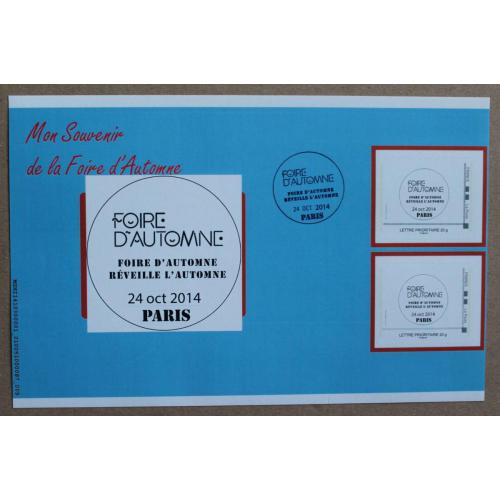 Mon Souvenir
de la Foire d'Automne
FOIRE
D'AUTOMNE
FOIRE D'AUTOMNE
RÉVEILLE L'AUTOMNE
24 oct 2014
PARIS
FOIRE
D'AUTOMNE
FOIRE D'AUTOMNE
RÉVEILLE L'AUTOMNE
24 OCT 2014
PARIS
FOIRE
D'AUTOMNE
FOIRE D'AUTOMNE
RÉVEILLE L'AUTOMNE
24 oct 2014
PARIS
LETTRE PRIORITAIRE 20 g
FOIRE
D'AUTOMNE
FOIRE D'AUTOMNE
RÉVEILLE L'AUTOMNE
24 oct 2014
PARIS
LETTRE PRIORITAIRE 20 g